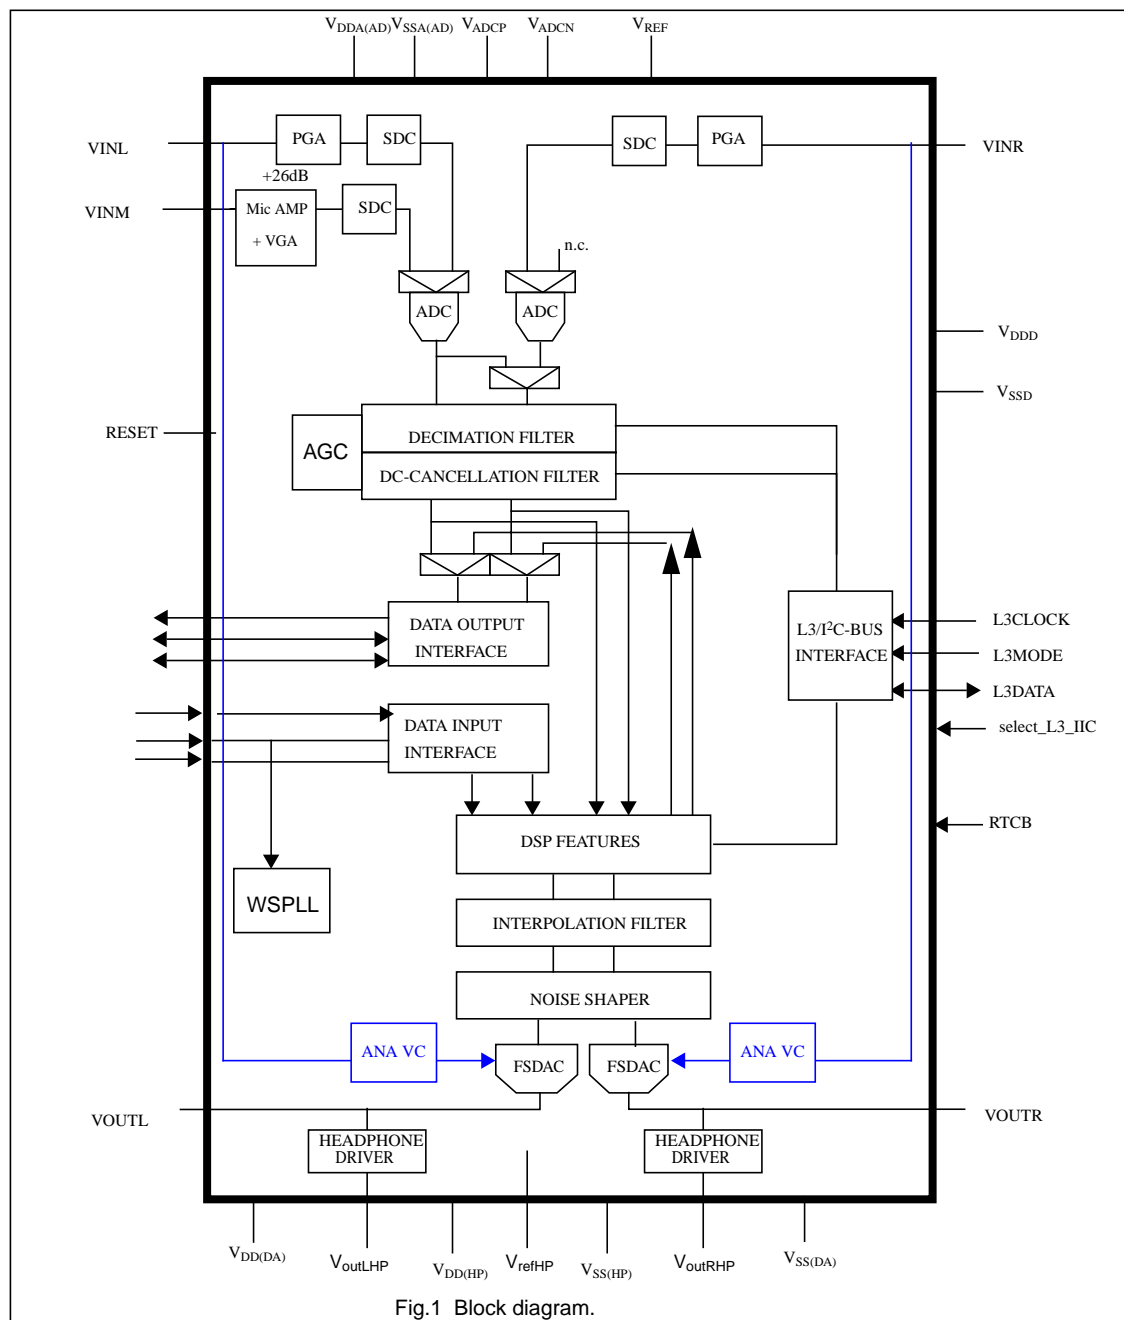 VDDA(AD) VSSA(AD) VADCP VADCN VREF
VINL
PGA
SDC
SDC
PGA
VINR
+26dB
VINM
Mic AMP
+ VGA
SDC
n.c.
ADC
ADC
VDDD
VSSD
RESET
AGC
DECIMATION FILTER
DC-CANCELLATION FILTER
DATA OUTPUT
INTERFACE
L3/I²C-BUS
INTERFACE
L3CLOCK
L3MODE
L3DATA
select_L3_IIC
DATA INPUT
INTERFACE
RTCB
DSP FEATURES
WSPLL
INTERPOLATION FILTER
NOISE SHAPER
ANA VC
FSDAC
FSDAC
ANA VC
VOUTL
VOUTR
HEADPHONE
DRIVER
HEADPHONE
DRIVER
VDD(DA)
VoutLHP
VDD(HP)
VrefHP
VSS(HP)
VoutRHP
VSS(DA)
Fig.1 Block diagram.